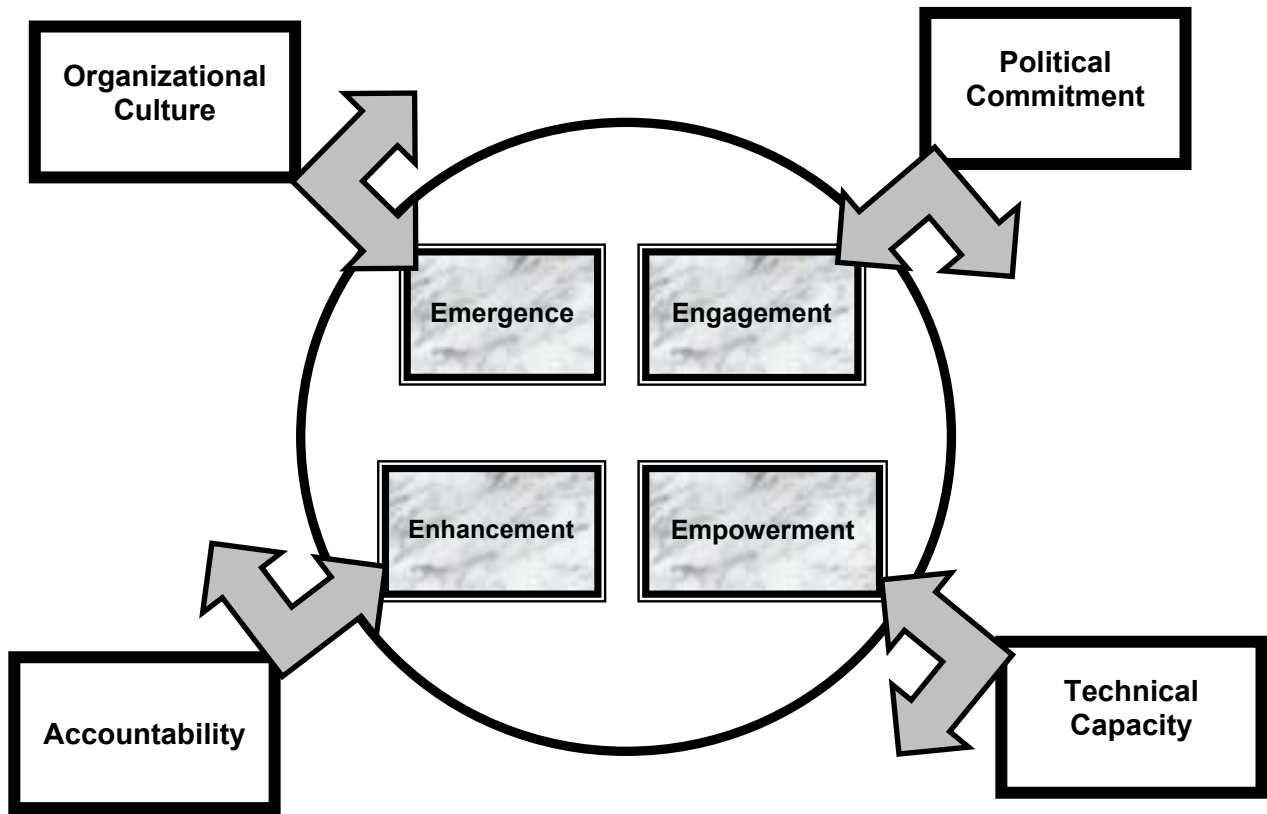 Organizational
Culture
Political
Commitment
Emergence
Engagement
Enhancement
Empowerment
Accountability
Technical
Capacity